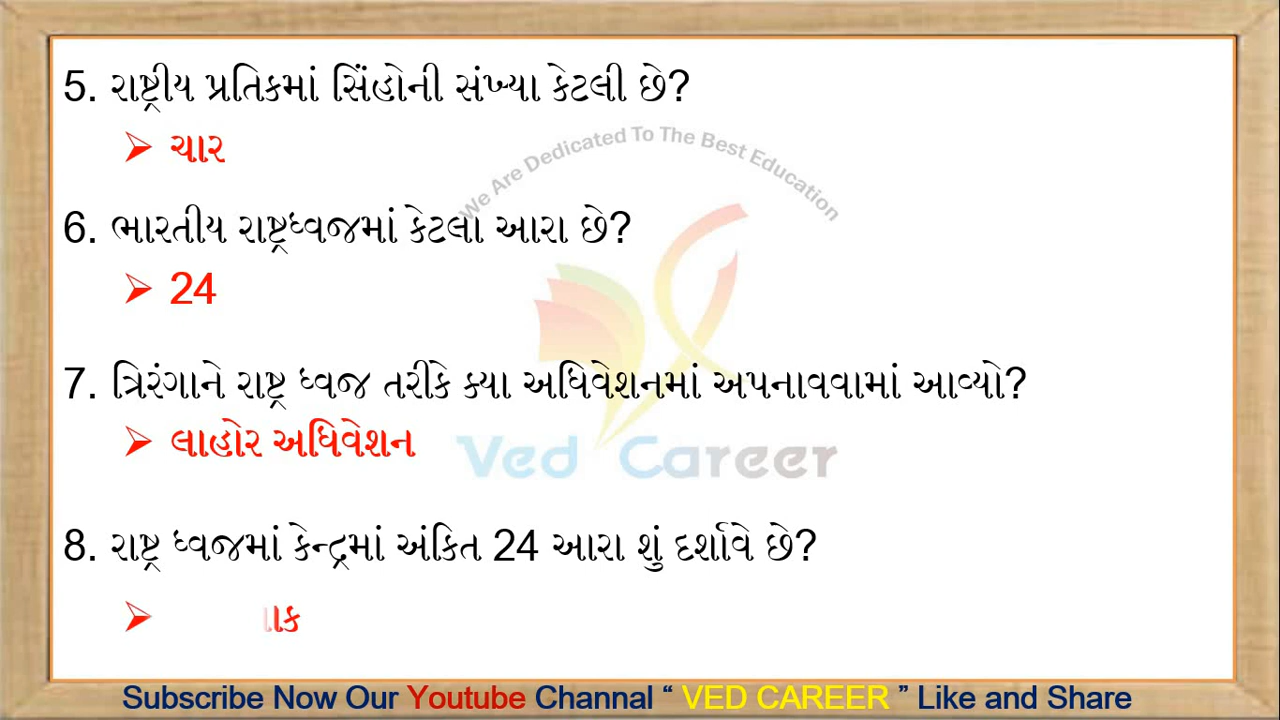 5. રાષ્ટ્રીય પ્રતિકમાં સિંહોની સંખ્યા કેટલી છે?
➢ ચાર
We Are Dedicated To The Best Education
6. ભારતીય રાષ્ટ્રધ્વજમાં કેટલા આરા છે?
➢ 24
7. ત્રિરંગાને રાષ્ટ્ર ધ્વજ તરીકે ક્યા અધિવેશનમાં અપનાવવામાં આવ્યો?
➢ લાહોર અધિવેશન
Ved Career
8. રાષ્ટ્ર ધ્વજમાં કેન્દ્રમાં અંકિત 24 આરા શું દર્શાવે છે?
➢
Subscribe Now Our Youtube Channal “ VED CAREER ” Like and Share